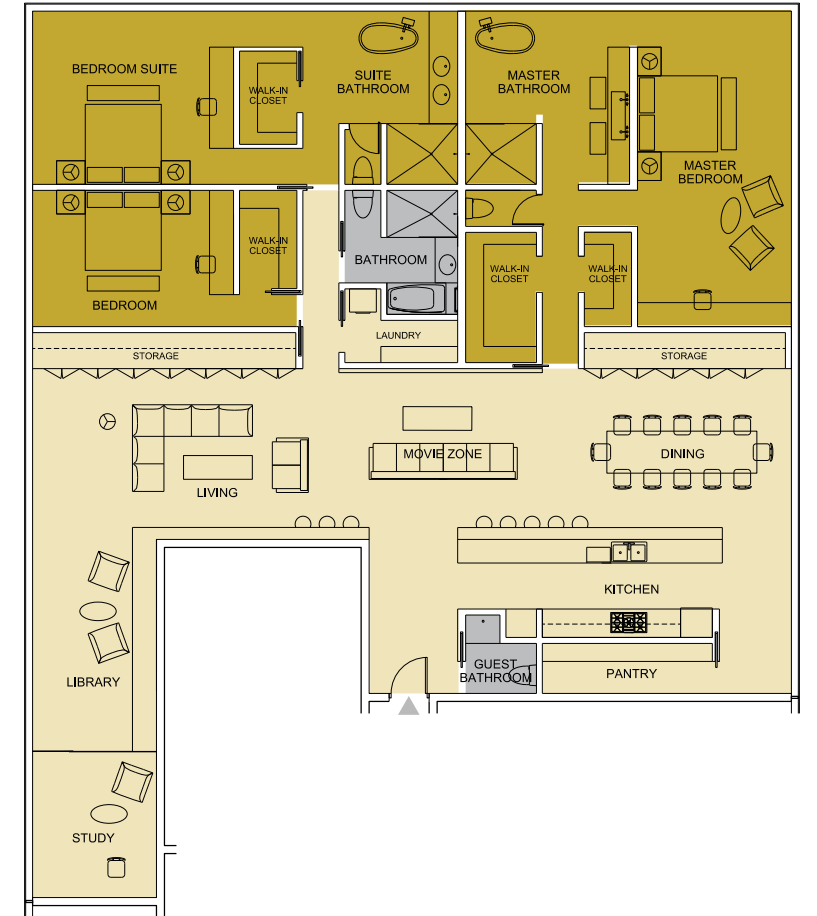 BEDROOM SUITE
WALK-IN
CLOSET
SUITE
BATHROOM
MASTER
BATHROOM
MASTER
BEDROOM
WALK-IN
CLOSET
BATHROOM
WALK-IN
CLOSET
WALK-IN
CLOSET
BEDROOM
LAUNDRY
STORAGE
STORAGE
MOVIE ZONE
DINING
LIVING
KITCHEN
LIBRARY
GUEST
BATHROOM
PANTRY
STUDY